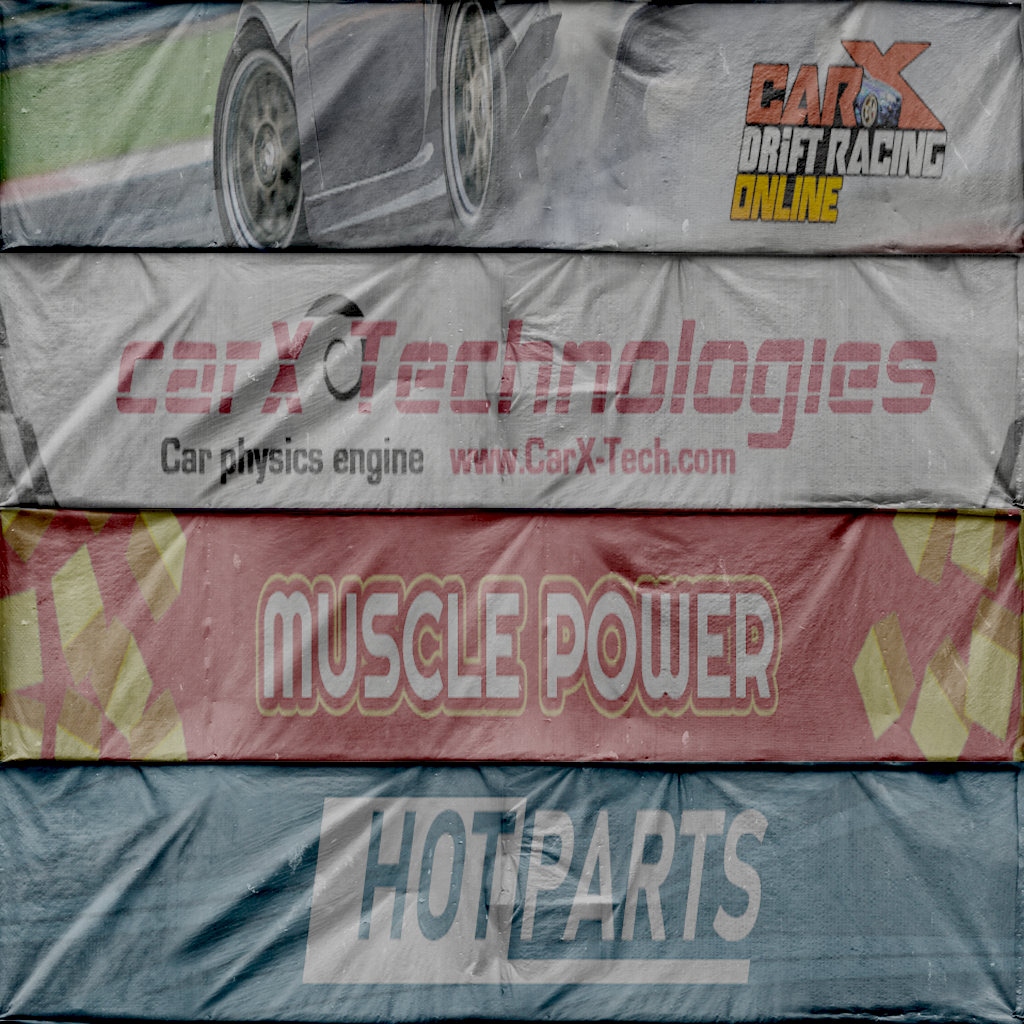 CARX
DRIFT RACING
ONLINE
carX Technologies
Car physics engine www.CarX-Tech.com
MUSCLE POWER
HOTPARTS